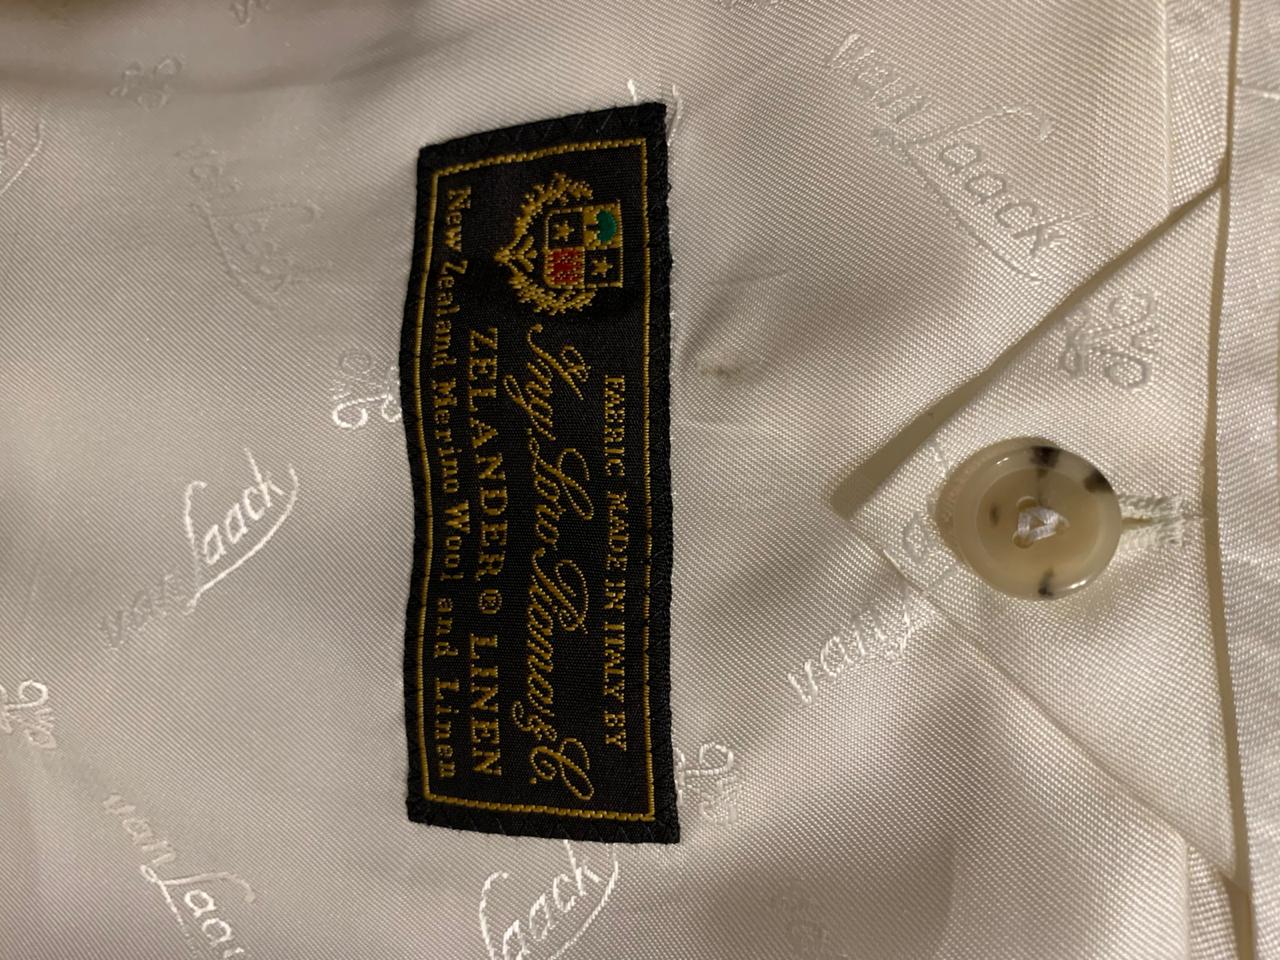 FABRIC MADE IN ITALY BY
Ing. Loro Piana & C.
ZELANDER® LINEN
New Zealand Merino Wool and Linen
van Laack
van Laack
van Laack
van Laa
Laack
van L